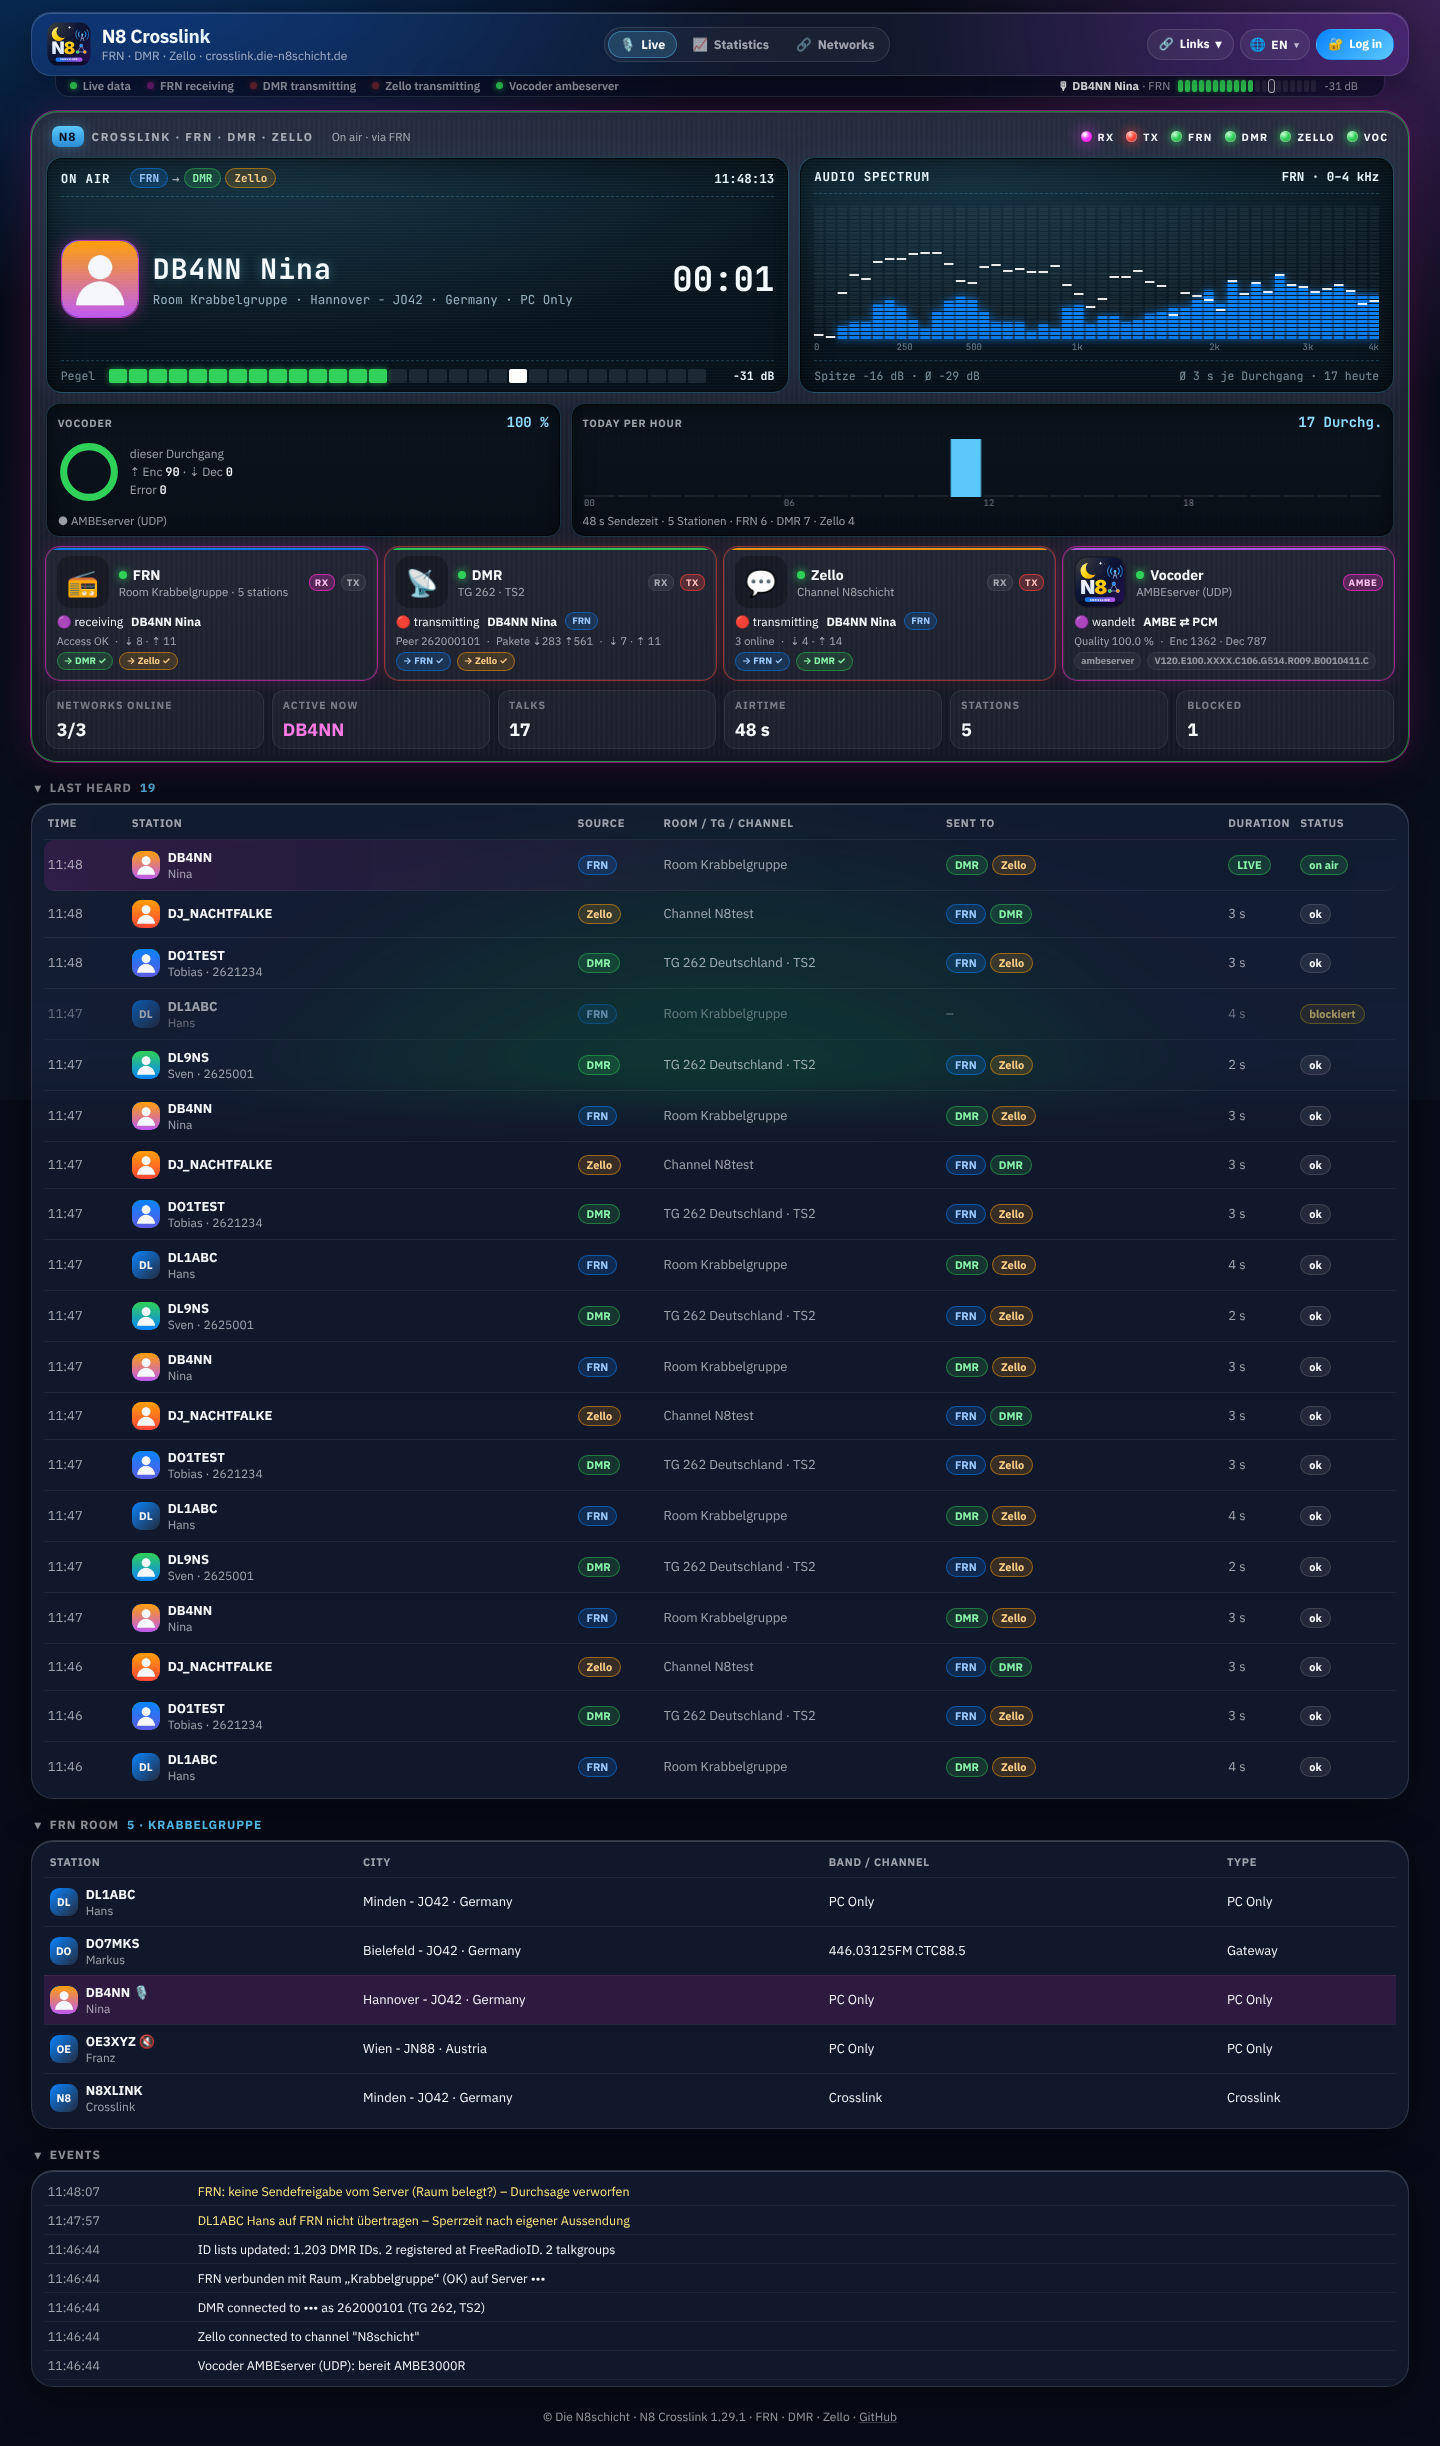 N8 Crosslink
FRN · DMR · Zello · crosslink.die-n8schicht.de
Live
Statistics
Networks
Links ▾
EN ▾
Log in
Live data
FRN receiving
DMR transmitting
Zello transmitting
Vocoder ambeserver
DB4NN Nina · FRN
-31 dB
N8 CROSSLINK · FRN · DMR · ZELLO On air · via FRN
RX TX FRN DMR ZELLO VOC
ON AIR FRN → DMR Zello 11:48:13
DB4NN Nina
Room Krabbelgruppe · Hannover - JO42 · Germany · PC Only
00:01
Pegel -31 dB
AUDIO SPECTRUM FRN · 0–4 kHz
0 250 500 1k 2k 3k 4k
Spitze -16 dB · Ø -29 dB Ø 3 s je Durchgang · 17 heute
VOCODER 100 %
dieser Durchgang
↑ Enc 90 · ↓ Dec 0
Error 0
AMBEserver (UDP)
TODAY PER HOUR 17 Durchg.
00 06 12 18
48 s Sendezeit · 5 Stationen · FRN 6 · DMR 7 · Zello 4
FRN
Room Krabbelgruppe · 5 stations
RX TX
receiving DB4NN Nina
Access OK · ↓ 8 · ↑ 11
→ DMR ✓ → Zello ✓
DMR
TG 262 · TS2
RX TX
transmitting DB4NN Nina FRN
Peer 262000101 · Pakete ↓283 ↑561 · ↓ 7 · ↑ 11
→ FRN ✓ → Zello ✓
Zello
Channel N8schicht
RX TX
transmitting DB4NN Nina FRN
3 online · ↓ 4 · ↑ 14
→ FRN ✓ → DMR ✓
N8
Vocoder
AMBEserver (UDP)
AMBE
wandelt AMBE ⇄ PCM
Quality 100.0 % · Enc 1362 · Dec 787
ambeserver V120.E100.XXXX.C106.G514.R009.B0010411.C
NETWORKS ONLINE
3/3
ACTIVE NOW
DB4NN
TALKS
17
AIRTIME
48 s
STATIONS
5
BLOCKED
1
▾ LAST HEARD 19
TIME STATION SOURCE ROOM / TG / CHANNEL SENT TO DURATION STATUS
11:48 DB4NN FRN Room Krabbelgruppe DMR Zello LIVE on air
Nina
11:48 DJ_NACHTFALKE Zello Channel N8test FRN DMR 3 s ok
11:48 DO1TEST DMR TG 262 Deutschland · TS2 FRN Zello 3 s ok
Tobias · 2621234
11:47 DL DL1ABC FRN Room Krabbelgruppe – 4 s blockiert
Hans
11:47 DL9NS DMR TG 262 Deutschland · TS2 FRN Zello 2 s ok
Sven · 2625001
11:47 DB4NN FRN Room Krabbelgruppe DMR Zello 3 s ok
Nina
11:47 DJ_NACHTFALKE Zello Channel N8test FRN DMR 3 s ok
11:47 DO1TEST DMR TG 262 Deutschland · TS2 FRN Zello 3 s ok
Tobias · 2621234
11:47 DL DL1ABC FRN Room Krabbelgruppe DMR Zello 4 s ok
Hans
11:47 DL9NS DMR TG 262 Deutschland · TS2 FRN Zello 2 s ok
Sven · 2625001
11:47 DB4NN FRN Room Krabbelgruppe DMR Zello 3 s ok
Nina
11:47 DJ_NACHTFALKE Zello Channel N8test FRN DMR 3 s ok
11:47 DO1TEST DMR TG 262 Deutschland · TS2 FRN Zello 3 s ok
Tobias · 2621234
11:47 DL DL1ABC FRN Room Krabbelgruppe DMR Zello 4 s ok
Hans
11:47 DL9NS DMR TG 262 Deutschland · TS2 FRN Zello 2 s ok
Sven · 2625001
11:47 DB4NN FRN Room Krabbelgruppe DMR Zello 3 s ok
Nina
11:46 DJ_NACHTFALKE Zello Channel N8test FRN DMR 3 s ok
11:46 DO1TEST DMR TG 262 Deutschland · TS2 FRN Zello 3 s ok
Tobias · 2621234
11:46 DL DL1ABC FRN Room Krabbelgruppe DMR Zello 4 s ok
Hans
▾ FRN ROOM 5 · KRABBELGRUPPE
STATION CITY BAND / CHANNEL TYPE
DL DL1ABC Minden - JO42 · Germany PC Only PC Only
Hans
DO DO7MKS Bielefeld - JO42 · Germany 446.03125FM CTC88.5 Gateway
Markus
DB4NN Hannover - JO42 · Germany PC Only PC Only
Nina
OE OE3XYZ Wien - JN88 · Austria PC Only PC Only
Franz
N8 N8XLINK Minden - JO42 · Germany Crosslink Crosslink
Crosslink
▾ EVENTS
11:48:07 FRN: keine Sendefreigabe vom Server (Raum belegt?) – Durchsage verworfen
11:47:57 DL1ABC Hans auf FRN nicht übertragen – Sperrzeit nach eigener Aussendung
11:46:44 ID lists updated: 1.203 DMR IDs, 2 registered at FreeRadioID, 2 talkgroups
11:46:44 FRN verbunden mit Raum „Krabbelgruppe“ (OK) auf Server •••
11:46:44 DMR connected to ••• as 262000101 (TG 262, TS2)
11:46:44 Zello connected to channel "N8schicht"
11:46:44 Vocoder AMBEserver (UDP): bereit AMBE3000R
© Die N8schicht · N8 Crosslink 1.29.1 · FRN · DMR · Zello · GitHub